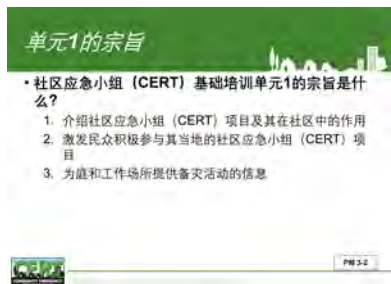 单元1的宗旨
• 社区应急小组（CERT）基础培训单元1的宗旨是什
么?
1. 介绍社区应急小组（CERT）项目及其在社区中的作用
2. 激发民众积极参与其当地的社区应急小组（CERT）项
目
3. 为庭和工作场所提供备灾活动的信息
PM 3-2